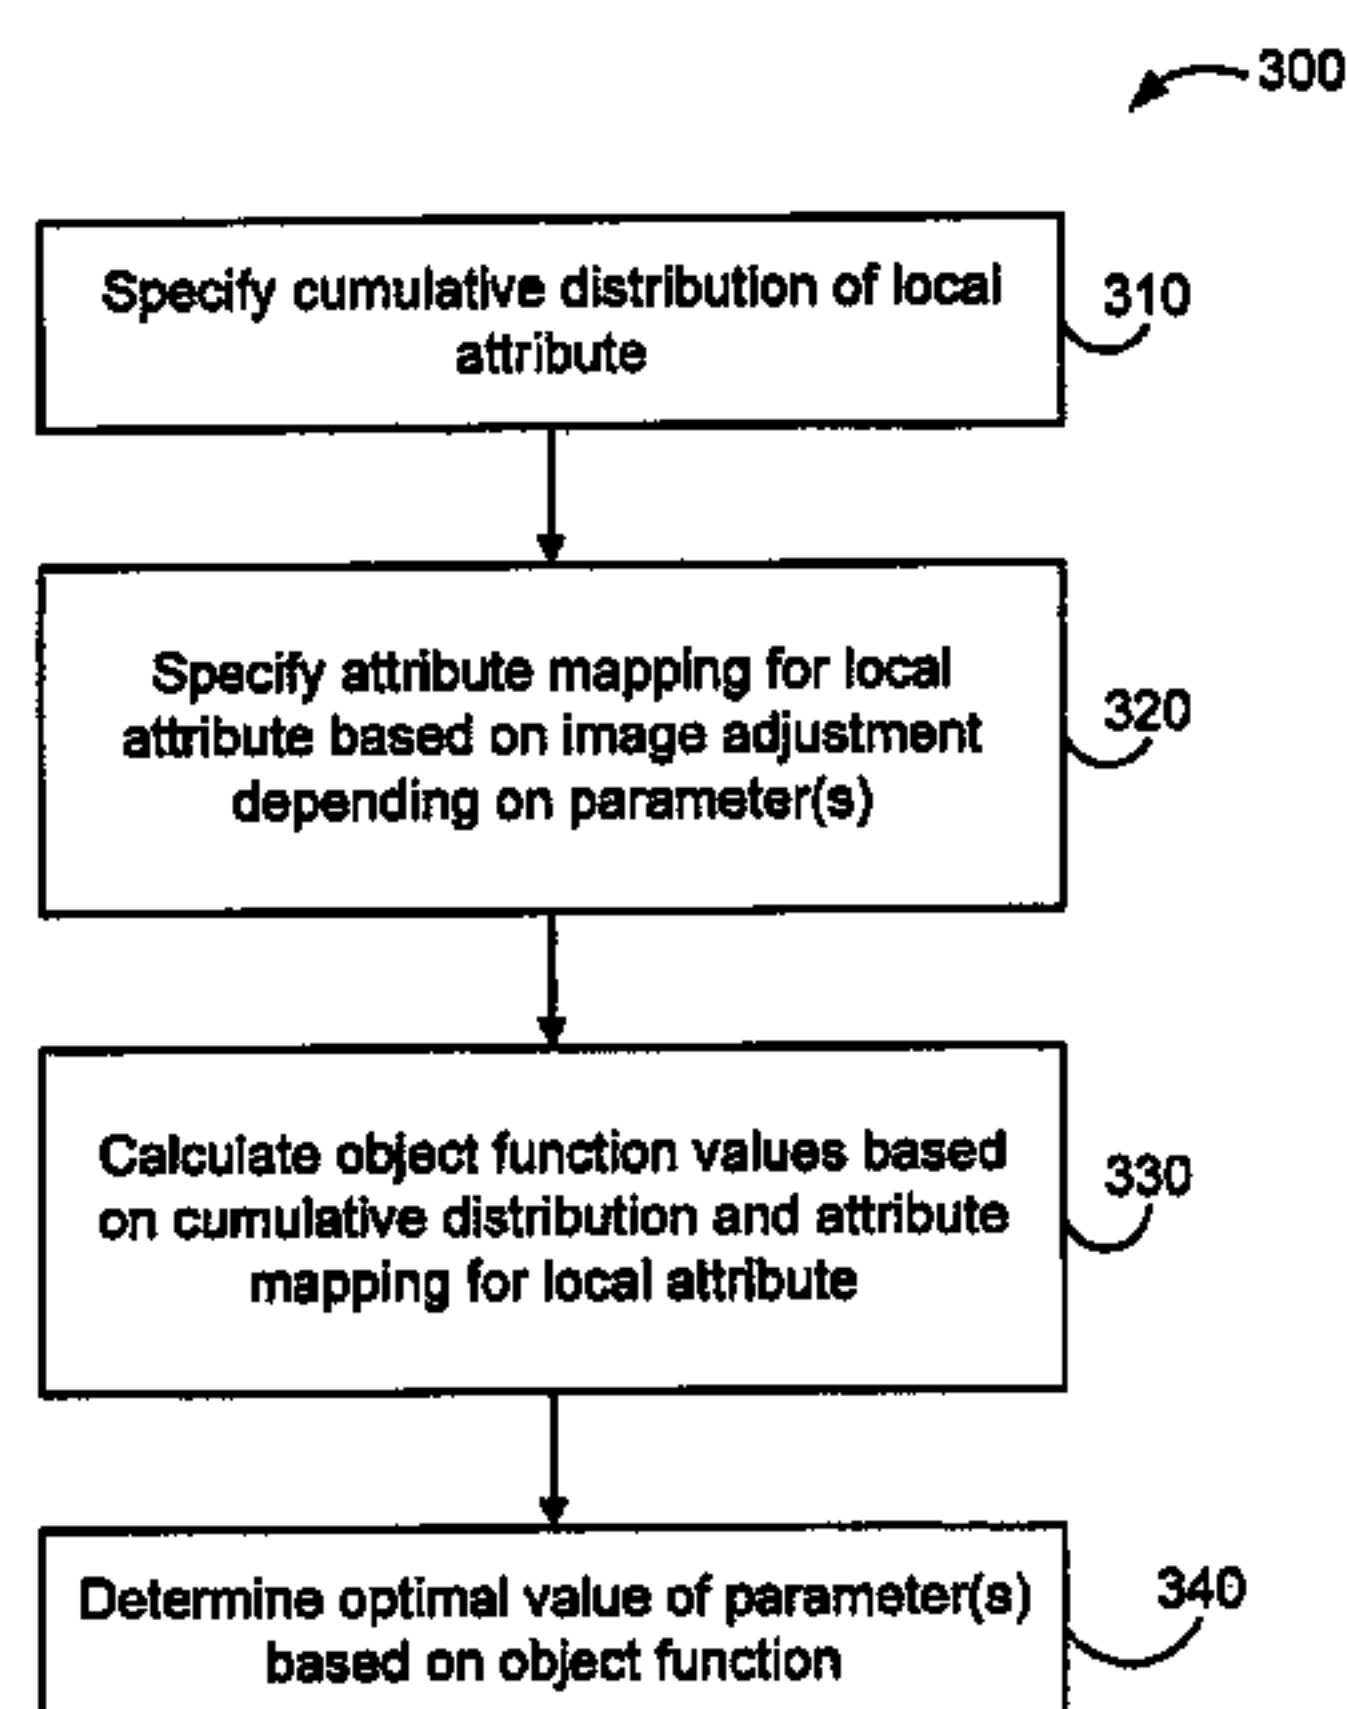 300
Specify cumulative distribution of local
attribute
310
Specify attribute mapping for local
attribute based on image adjustment
depending on parameter(s)
320
Calculate object function values based
on cumulative distribution and attribute
mapping for local attribute
330
Determine optimal value of parameter(s)
based on object function
340